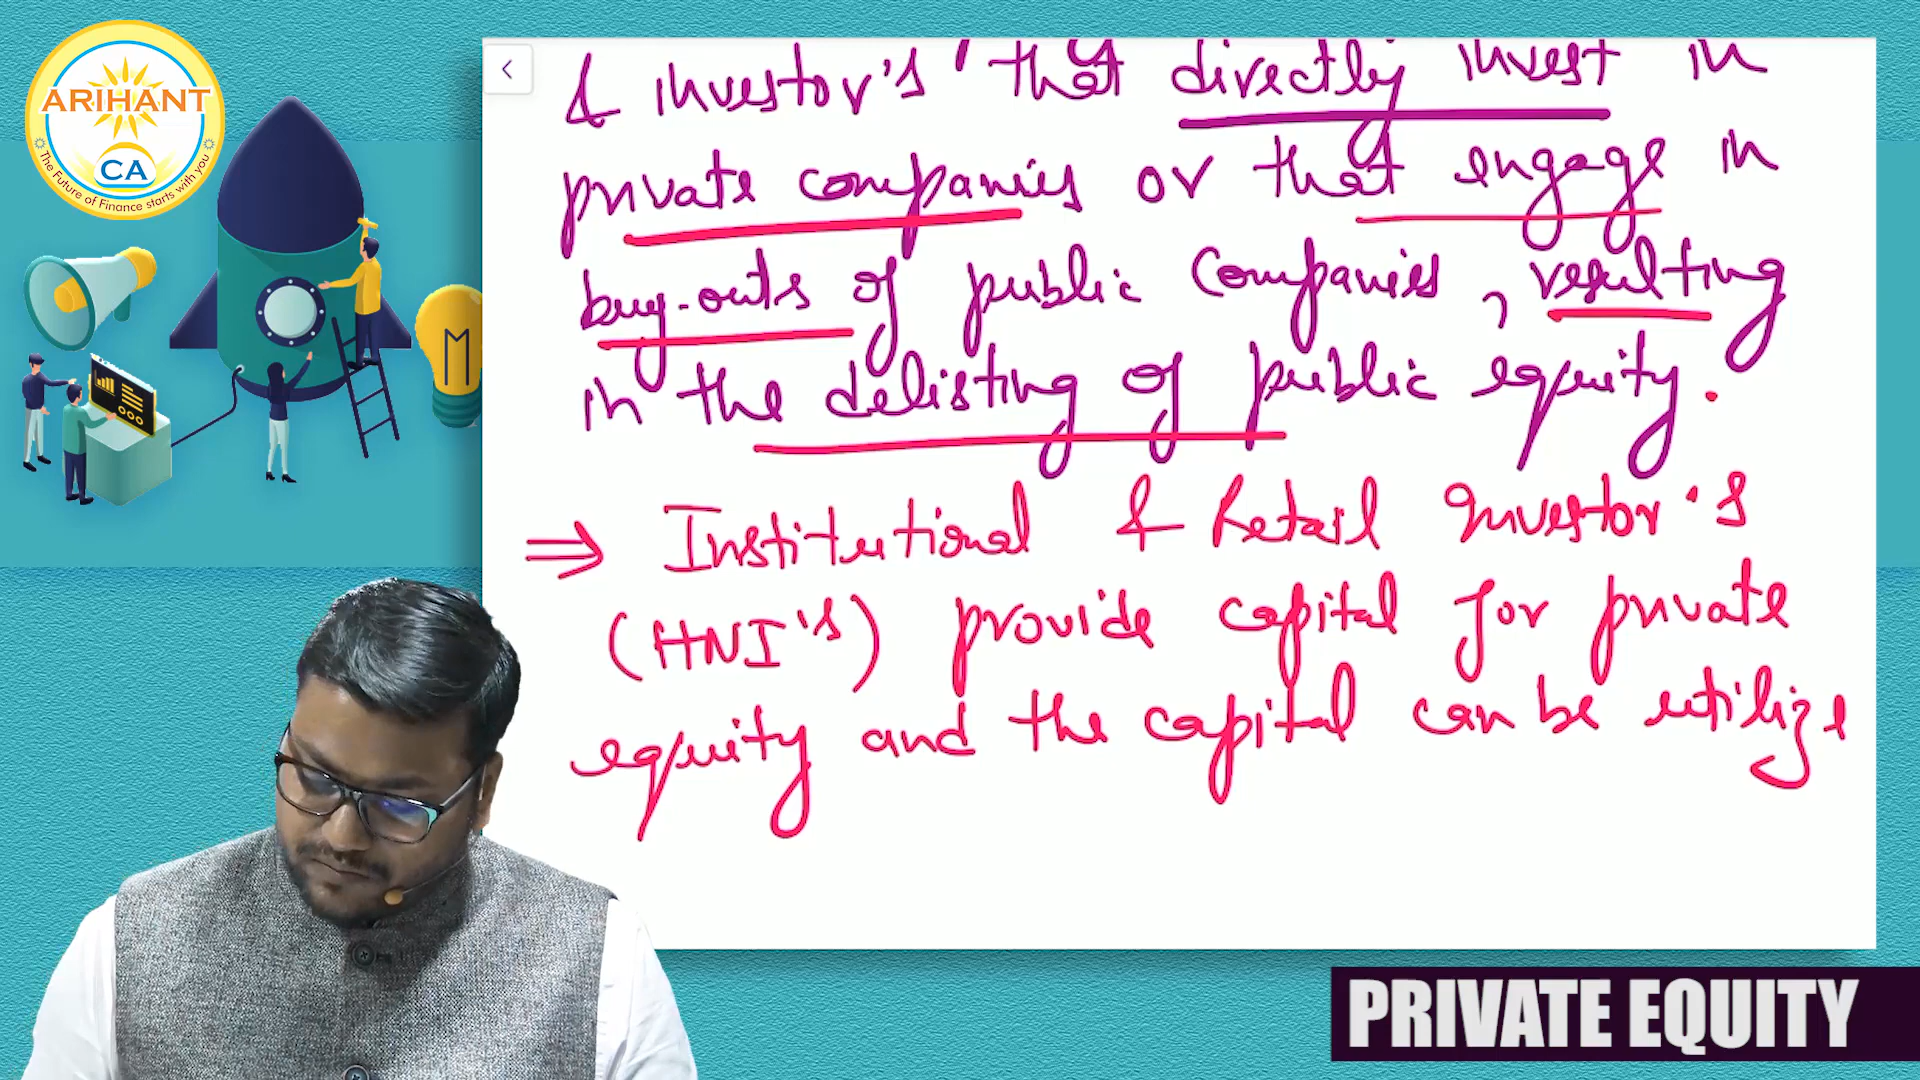 ARIHANT
CA
The Future of Finance starts with you
& investor's that directly invest in
private companies or that engage in
buy-outs of public companies, resulting
in the delisting of public equity.
⇒ Institutional & Retail Investor's
(HNI's) provide capital for private
equity and the capital can be utilize
PRIVATE EQUITY